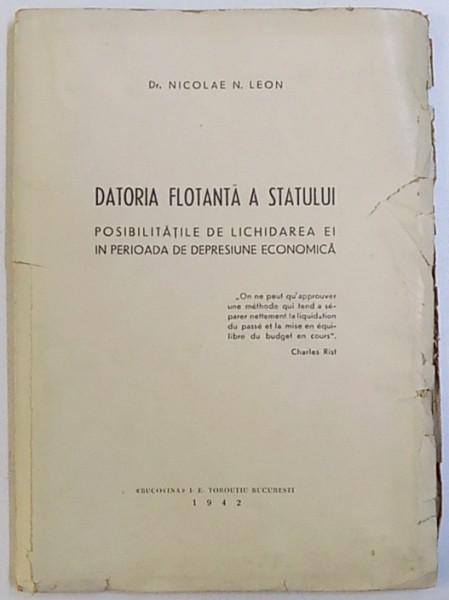 Dr. NICOLAE N. LEON
DATORIA FLOTANTĂ A STATULUI
POSIBILITĂȚILE DE LICHIDAREA EI
IN PERIOADA DE DEPRESIUNE ECONOMICĂ
„On ne peut qu'approuver
une méthode qui tend a sé-
parer nettement la liquidation
du passé et la mise en équi-
libre du budget en cours".
Charles Rist
«BUCOVINA» I. E. TOROUTIU BUCURESTI
1942